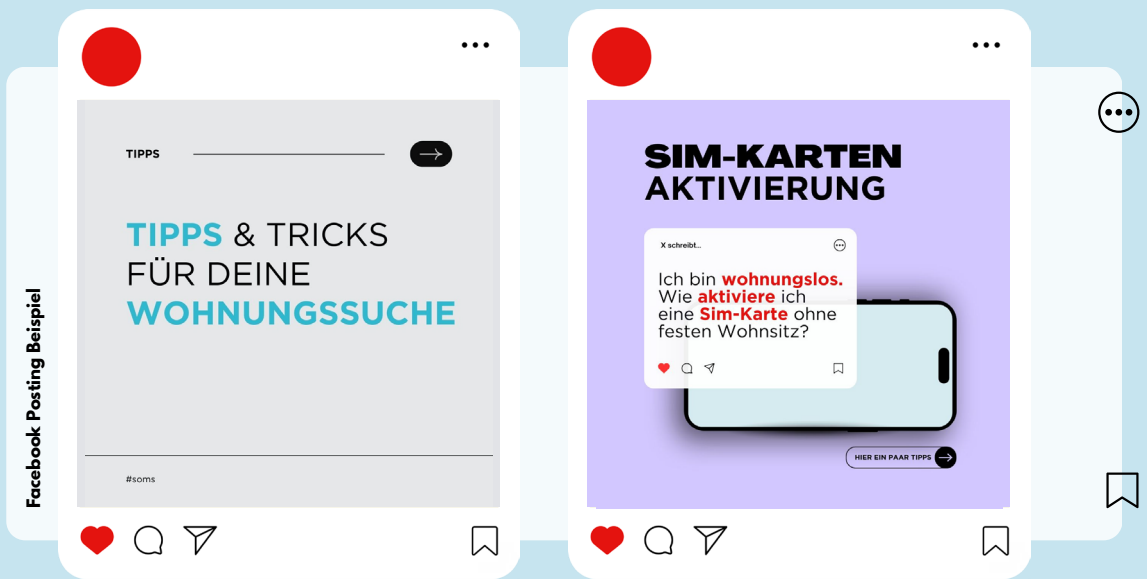 Facebook Posting Beispiel
TIPPS
TIPPS & TRICKS
FÜR DEINE
WOHNUNGSSUCHE
#soms
SIM-KARTEN
AKTIVIERUNG
X schreibt...
Ich bin wohnungslos.
Wie aktiviere ich
eine Sim-Karte ohne
festen Wohnsitz?
HIER EIN PAAR TIPPS